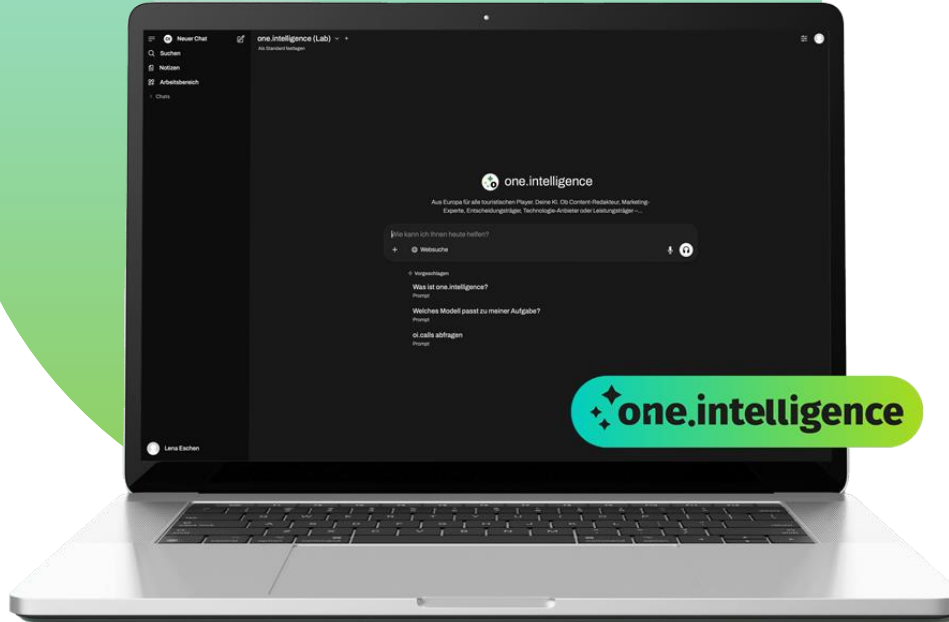 Neuer Chat
Suchen
Notizen
Arbeitsbereich
Chats
one.intelligence (Lab)
Als Standard festlegen
one.intelligence
Aus Europa für alle touristischen Player. Deine KI. Ob Content-Redakteur, Marketing-
Experte, Entscheidungsträger, Technologie-Anbieter oder Leistungsträger –...
Wie kann ich Ihnen heute helfen?
Websuche
Vorgeschlagen
Was ist one.intelligence?
Prompt
Welches Modell passt zu meiner Aufgabe?
Prompt
oi.calls abfragen
Prompt
one.intelligence
Lena Eschen